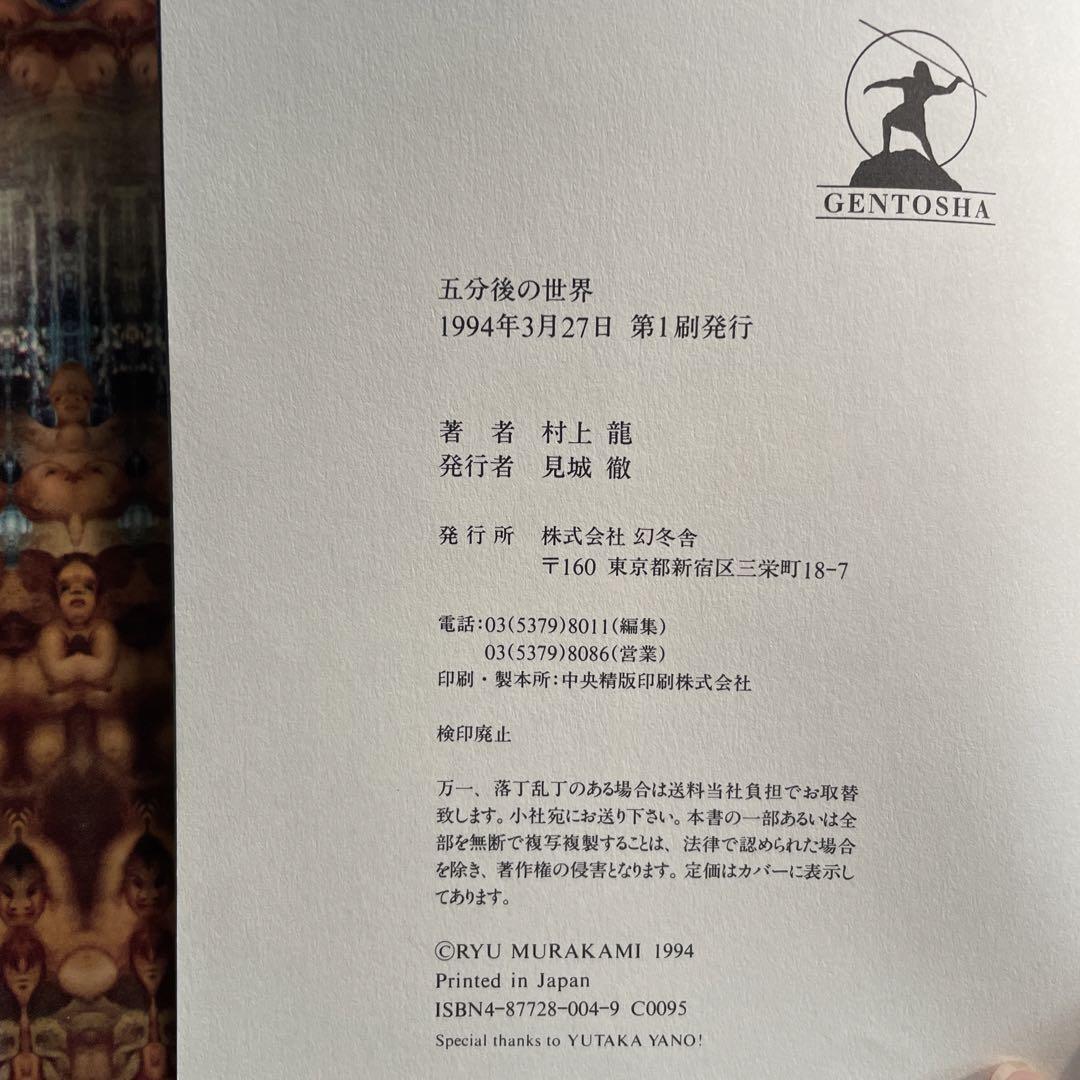 GENTOSHA
五分後の世界
1994年3月27日 第1刷発行
著 者 村上 龍
発行者 見城 徹
発行所 株式会社 幻冬舎
〒160 東京都新宿区三栄町18-7
電話:03(5379)8011(編集)
03(5379)8086(営業)
印刷・製本所:中央精版印刷株式会社
検印廃止
万一、落丁乱丁のある場合は送料当社負担でお取替
致します。小社宛にお送り下さい。本書の一部あるいは全
部を無断で複写複製することは、法律で認められた場合
を除き、著作権の侵害となります。定価はカバーに表示し
てあります。
©RYU MURAKAMI 1994
Printed in Japan
ISBN4-87728-004-9 C0095
Special thanks to YUTAKA YANO!